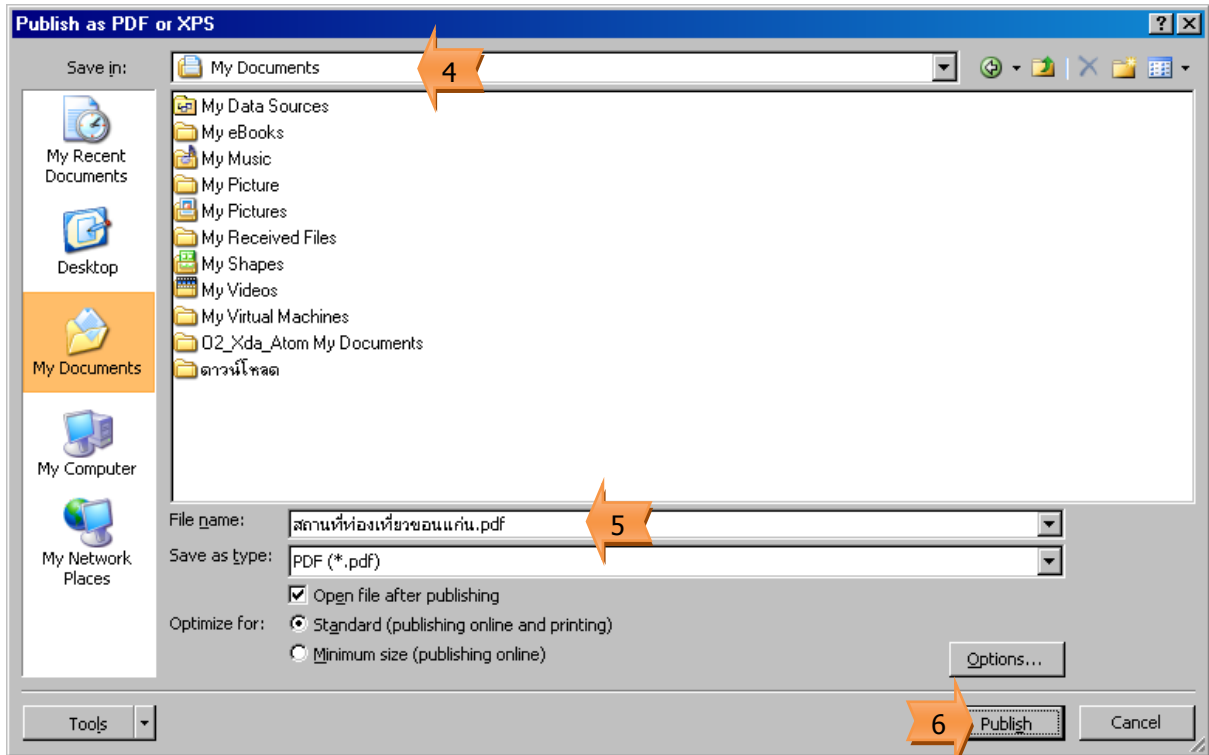 Publish as PDF or XPS
Save in:
My Documents
4
My Recent
Documents
Desktop
My Documents
My Computer
My Network
Places
My Data Sources
My eBooks
My Music
My Picture
My Pictures
My Received Files
My Shapes
My Videos
My Virtual Machines
O2_Xda_Atom My Documents
ดาวน์โหลด
File name:
สถานที่ท่องเที่ยวขอนแก่น.pdf
5
Save as type:
PDF (*.pdf)
Open file after publishing
Optimize for:
Standard (publishing online and printing)
Minimum size (publishing online)
Options...
Tools
6
Publish
Cancel